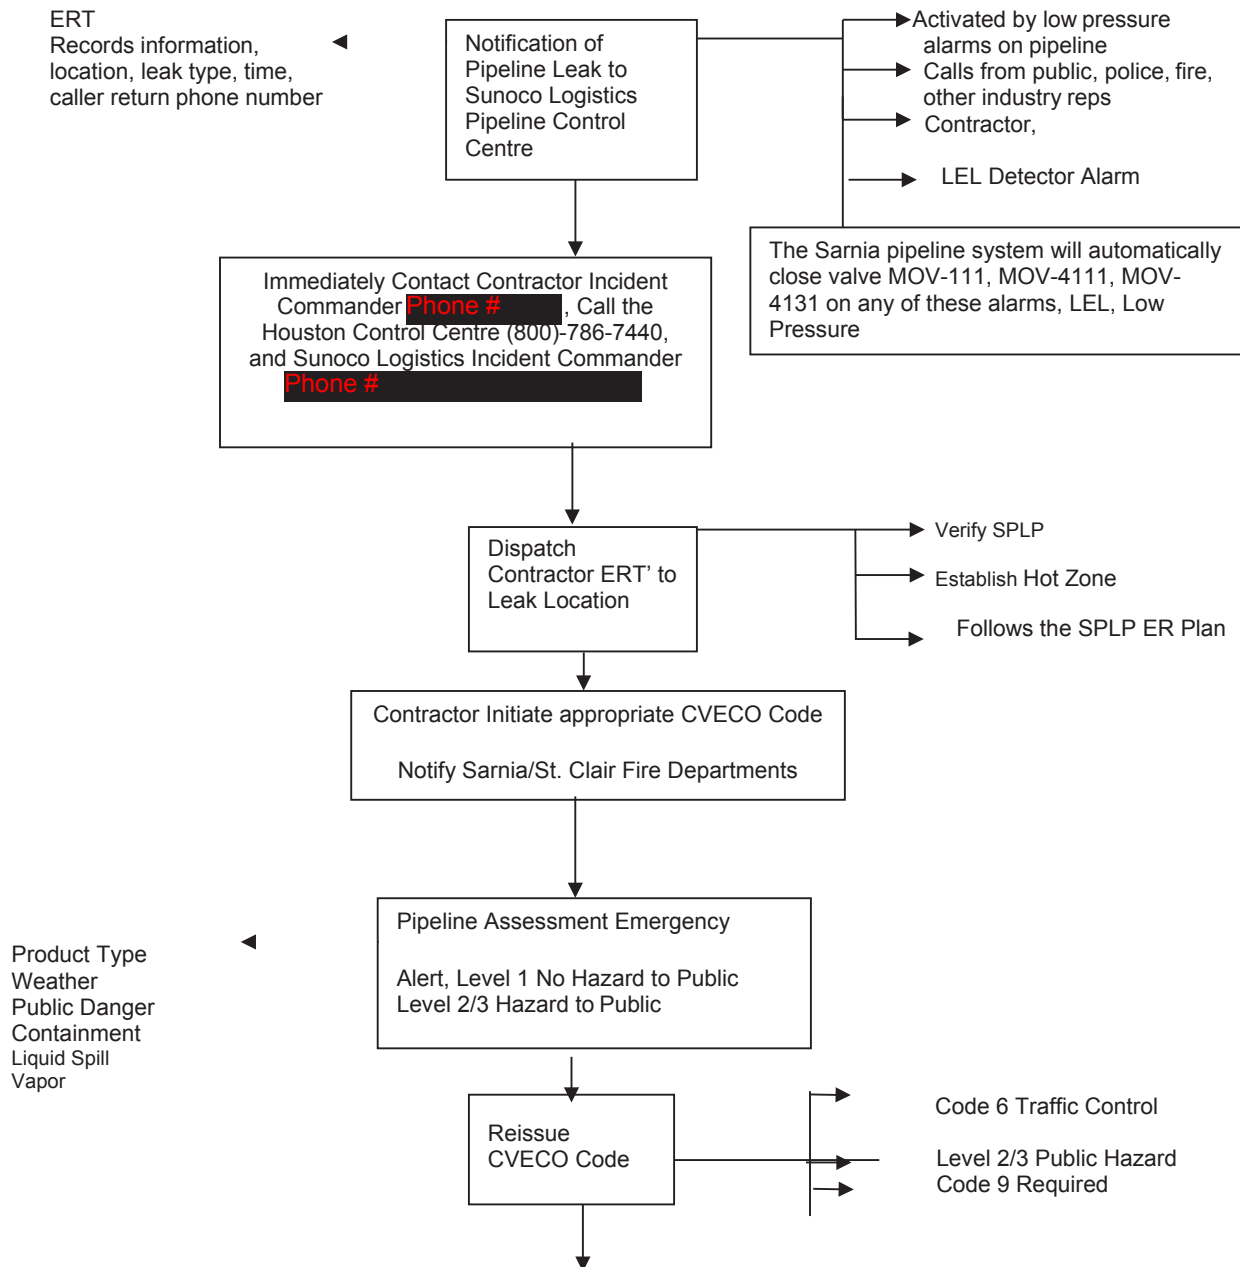 ERT
Records information,
location, leak type, time,
caller return phone number
Notification of
Pipeline Leak to
Sunoco Logistics
Pipeline Control
Centre
Activated by low pressure
alarms on pipeline
Calls from public, police, fire,
other industry reps
Contractor,
LEL Detector Alarm
The Sarnia pipeline system will automatically
close valve MOV-111, MOV-4111, MOV-
4131 on any of these alarms, LEL, Low
Pressure
Immediately Contact Contractor Incident
Commander Phone # , Call the
Houston Control Centre (800)-786-7440,
and Sunoco Logistics Incident Commander
Phone #
Dispatch
Contractor ERT’ to
Leak Location
Verify SPLP
Establish Hot Zone
Follows the SPLP ER Plan
Contractor Initiate appropriate CVECO Code
Notify Sarnia/St. Clair Fire Departments
Pipeline Assessment Emergency
Alert, Level 1 No Hazard to Public
Level 2/3 Hazard to Public
Product Type
Weather
Public Danger
Containment
Liquid Spill
Vapor
Reissue
CVECO Code
Code 6 Traffic Control
Level 2/3 Public Hazard
Code 9 Required